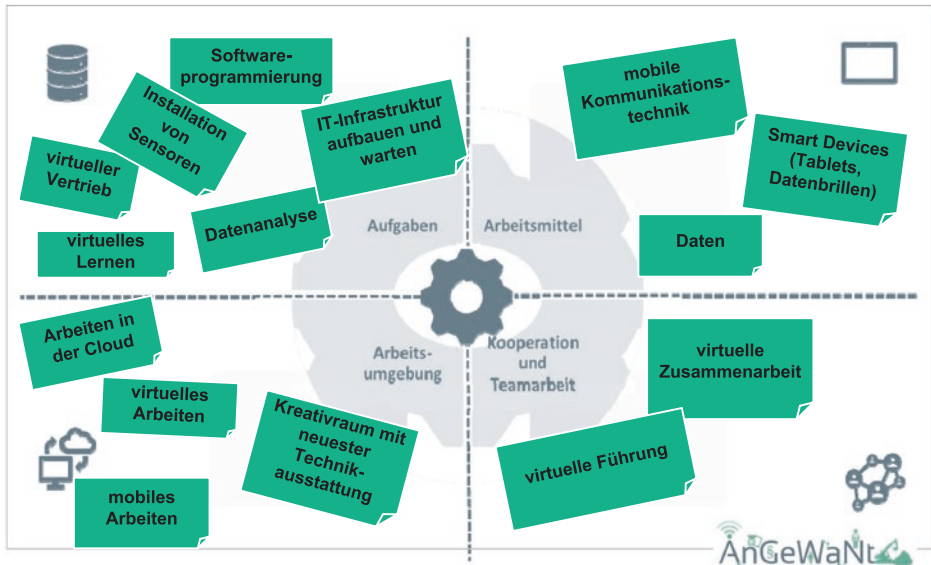 Software-
programmierung
Installation
von
Sensoren
IT-Infrastruktur
aufbauen und
warten
virtueller
Vertrieb
Datenanalyse
virtuelles
Lernen
Aufgaben
mobile
Kommunikations-
technik
Smart Devices
(Tablets,
Datenbrillen)
Daten
Arbeitsmittel
Arbeiten in
der Cloud
virtuelles
Arbeiten
Kreativraum mit
neuester
Technik-
ausstattung
mobiles
Arbeiten
Arbeits-
umgebung
Kooperation
und
Teamarbeit
virtuelle
Zusammenarbeit
virtuelle Führung
AnGeWaNt